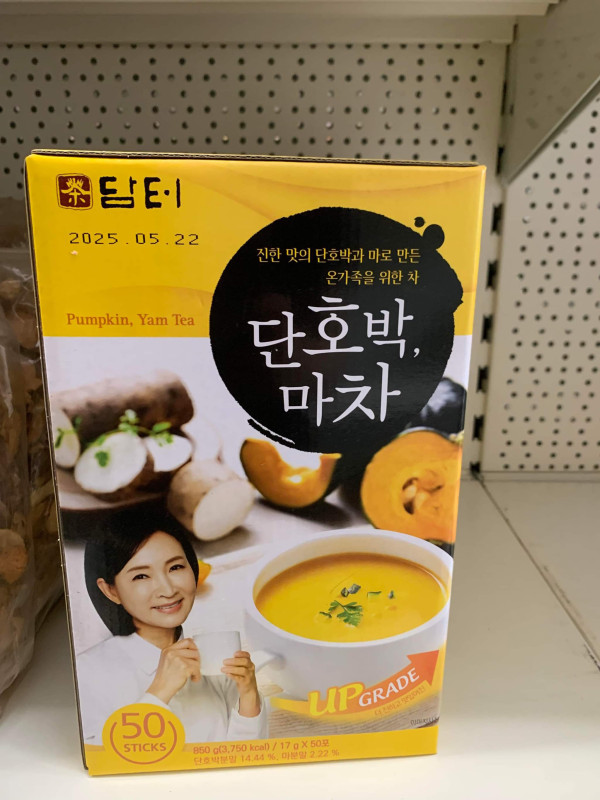 茶 담터
2025.05.22
진한 맛의 단호박과 마로 만든
온가족을 위한 차
Pumpkin, Yam Tea
단호박,
마차
UPGRADE
50
STICKS
850 g(3,750 kcal) / 17 g X 50포
단호박분말 14.44 %, 마분말 2.22 %